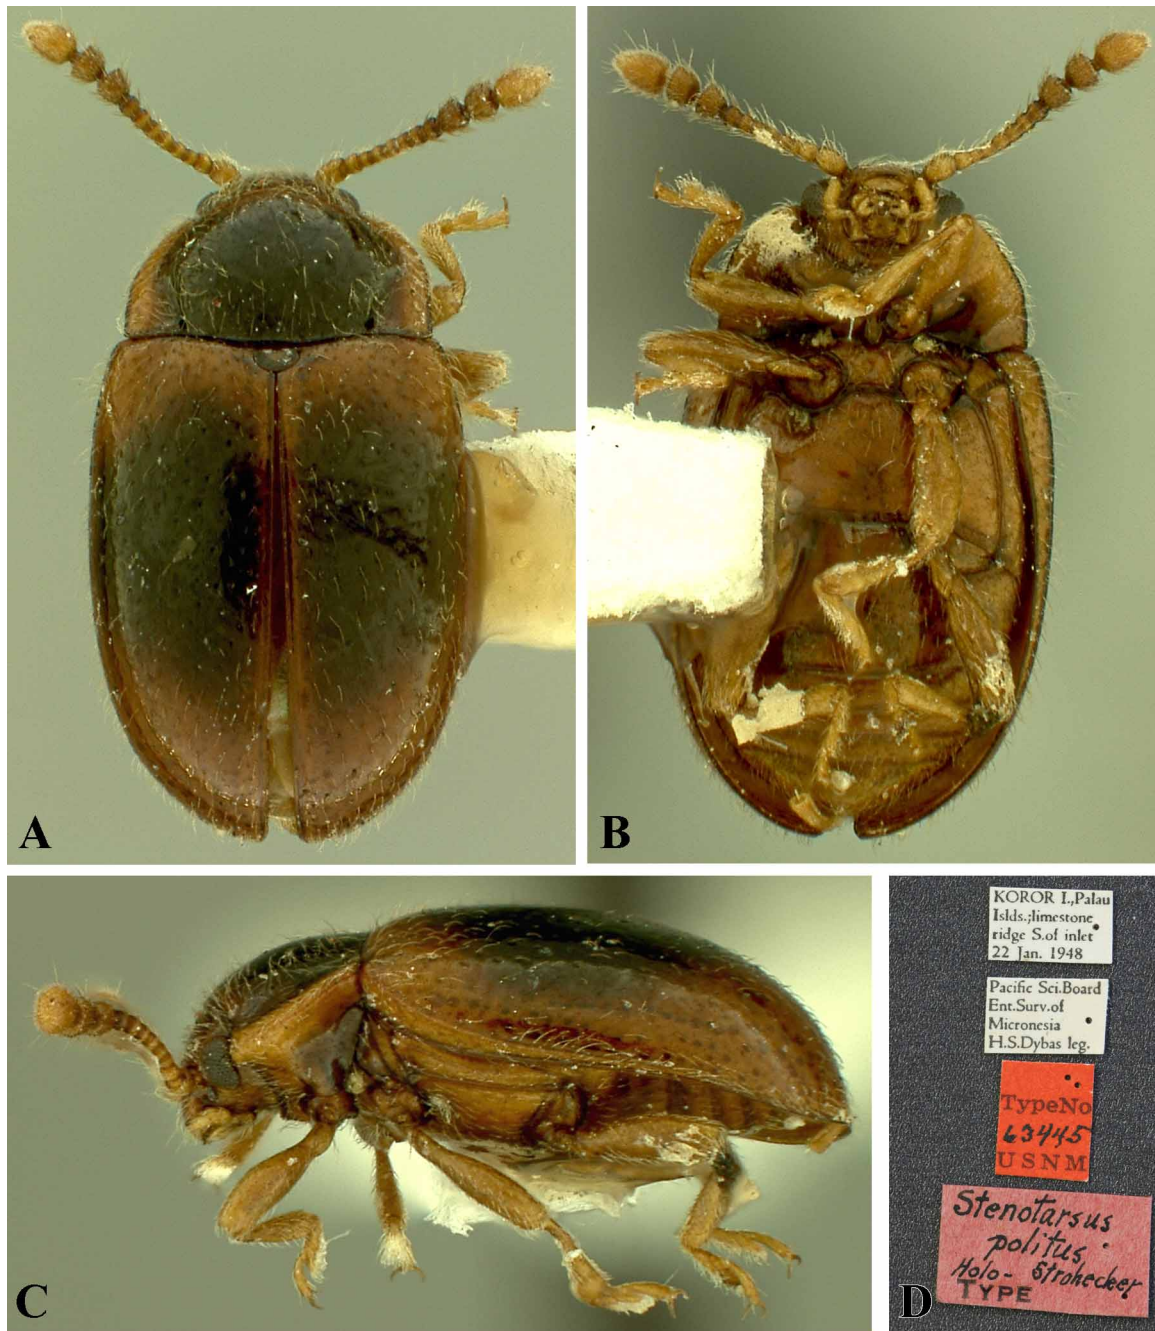 A
B
C
KOROR I.,Palau
Islds.;limestone
ridge S.of inlet
22 Jan. 1948
Pacific Sci.Board
Ent.Surv.of
Micronesia
H.S.Dybas leg.
TypeNo
63445
USNM
Stenotarsus
politus
Holo- Strohecker
TYPE
D